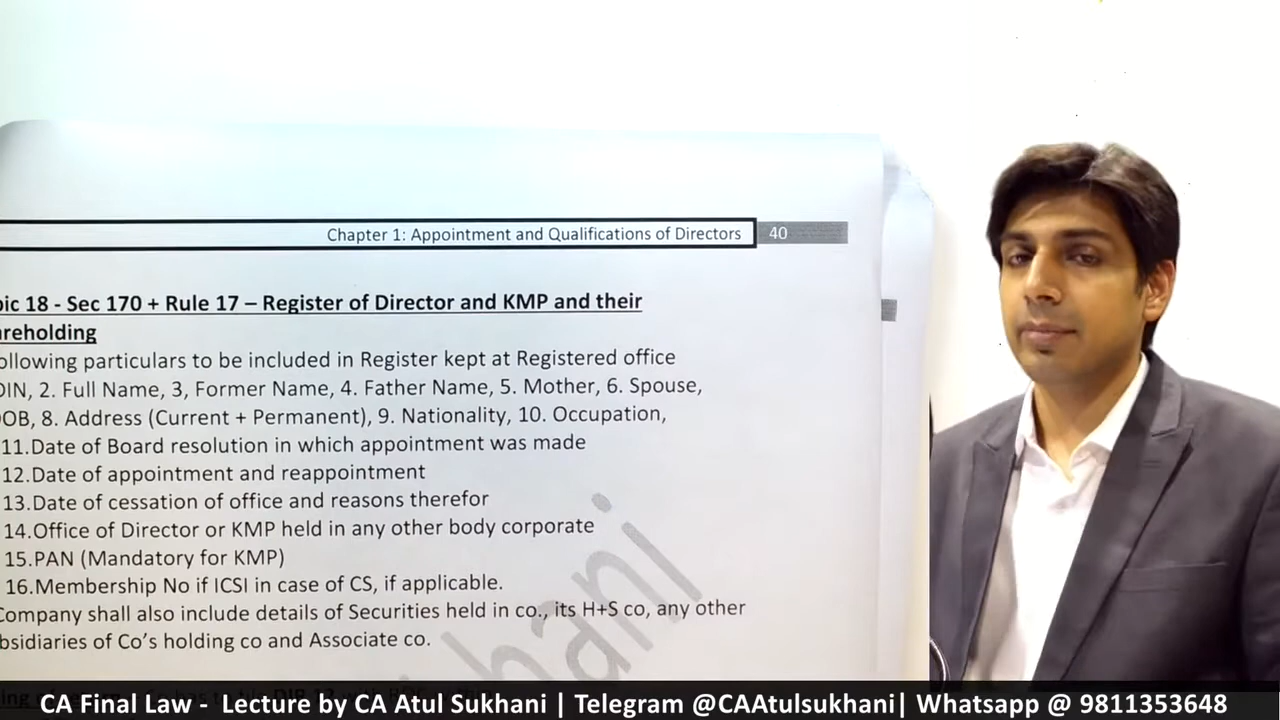 Chapter 1: Appointment and Qualifications of Directors 40
pic 18 - Sec 170 + Rule 17 – Register of Director and KMP and their
areholding
ollowing particulars to be included in Register kept at Registered office
DIN, 2. Full Name, 3, Former Name, 4. Father Name, 5. Mother, 6. Spouse,
OB, 8. Address (Current + Permanent), 9. Nationality, 10. Occupation,
11.Date of Board resolution in which appointment was made
12.Date of appointment and reappointment
13.Date of cessation of office and reasons therefor
14.Office of Director or KMP held in any other body corporate
15.PAN (Mandatory for KMP)
16.Membership No if ICSI in case of CS, if applicable.
Company shall also include details of Securities held in co., its H+S co, any other
bsidiaries of Co's holding co and Associate co.
hani
CA Final Law - Lecture by CA Atul Sukhani | Telegram @CAAtulsukhani| Whatsapp @ 9811353648